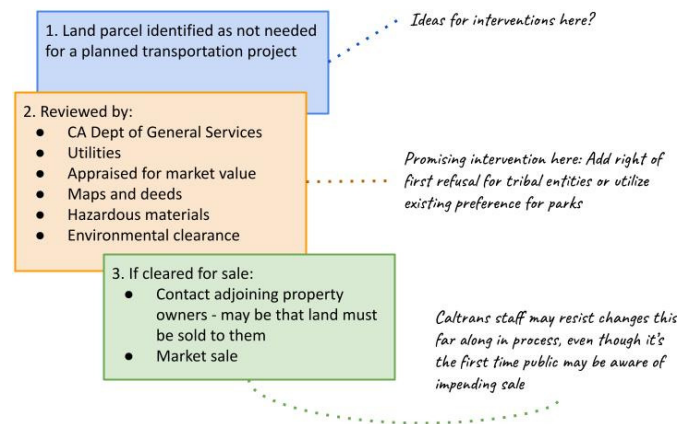 1. Land parcel identified as not needed
for a planned transportation project
Ideas for interventions here?
2. Reviewed by:
● CA Dept of General Services
● Utilities
● Appraised for market value
● Maps and deeds
● Hazardous materials
● Environmental clearance
Promising intervention here: Add right of
first refusal for tribal entities or utilize
existing preference for parks
3. If cleared for sale:
● Contact adjoining property
owners - may be that land must
be sold to them
● Market sale
Caltrans staff may resist changes this
far along in process, even though it's
the first time public may be aware of
impending sale